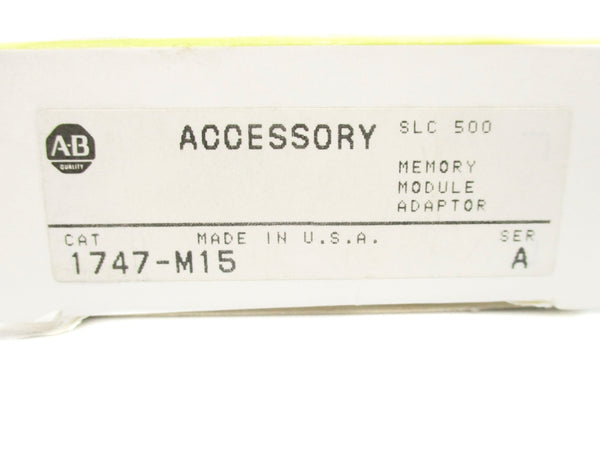 A-B
QUALITY
ACCESSORY SLC 500
MEMORY
MODULE
ADAPTOR
CAT MADE IN U.S.A. SER
1747-M15 A